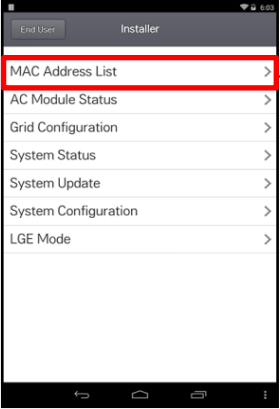 6:03
End User
Installer
MAC Address List
AC Module Status
Grid Configuration
System Status
System Update
System Configuration
LGE Mode